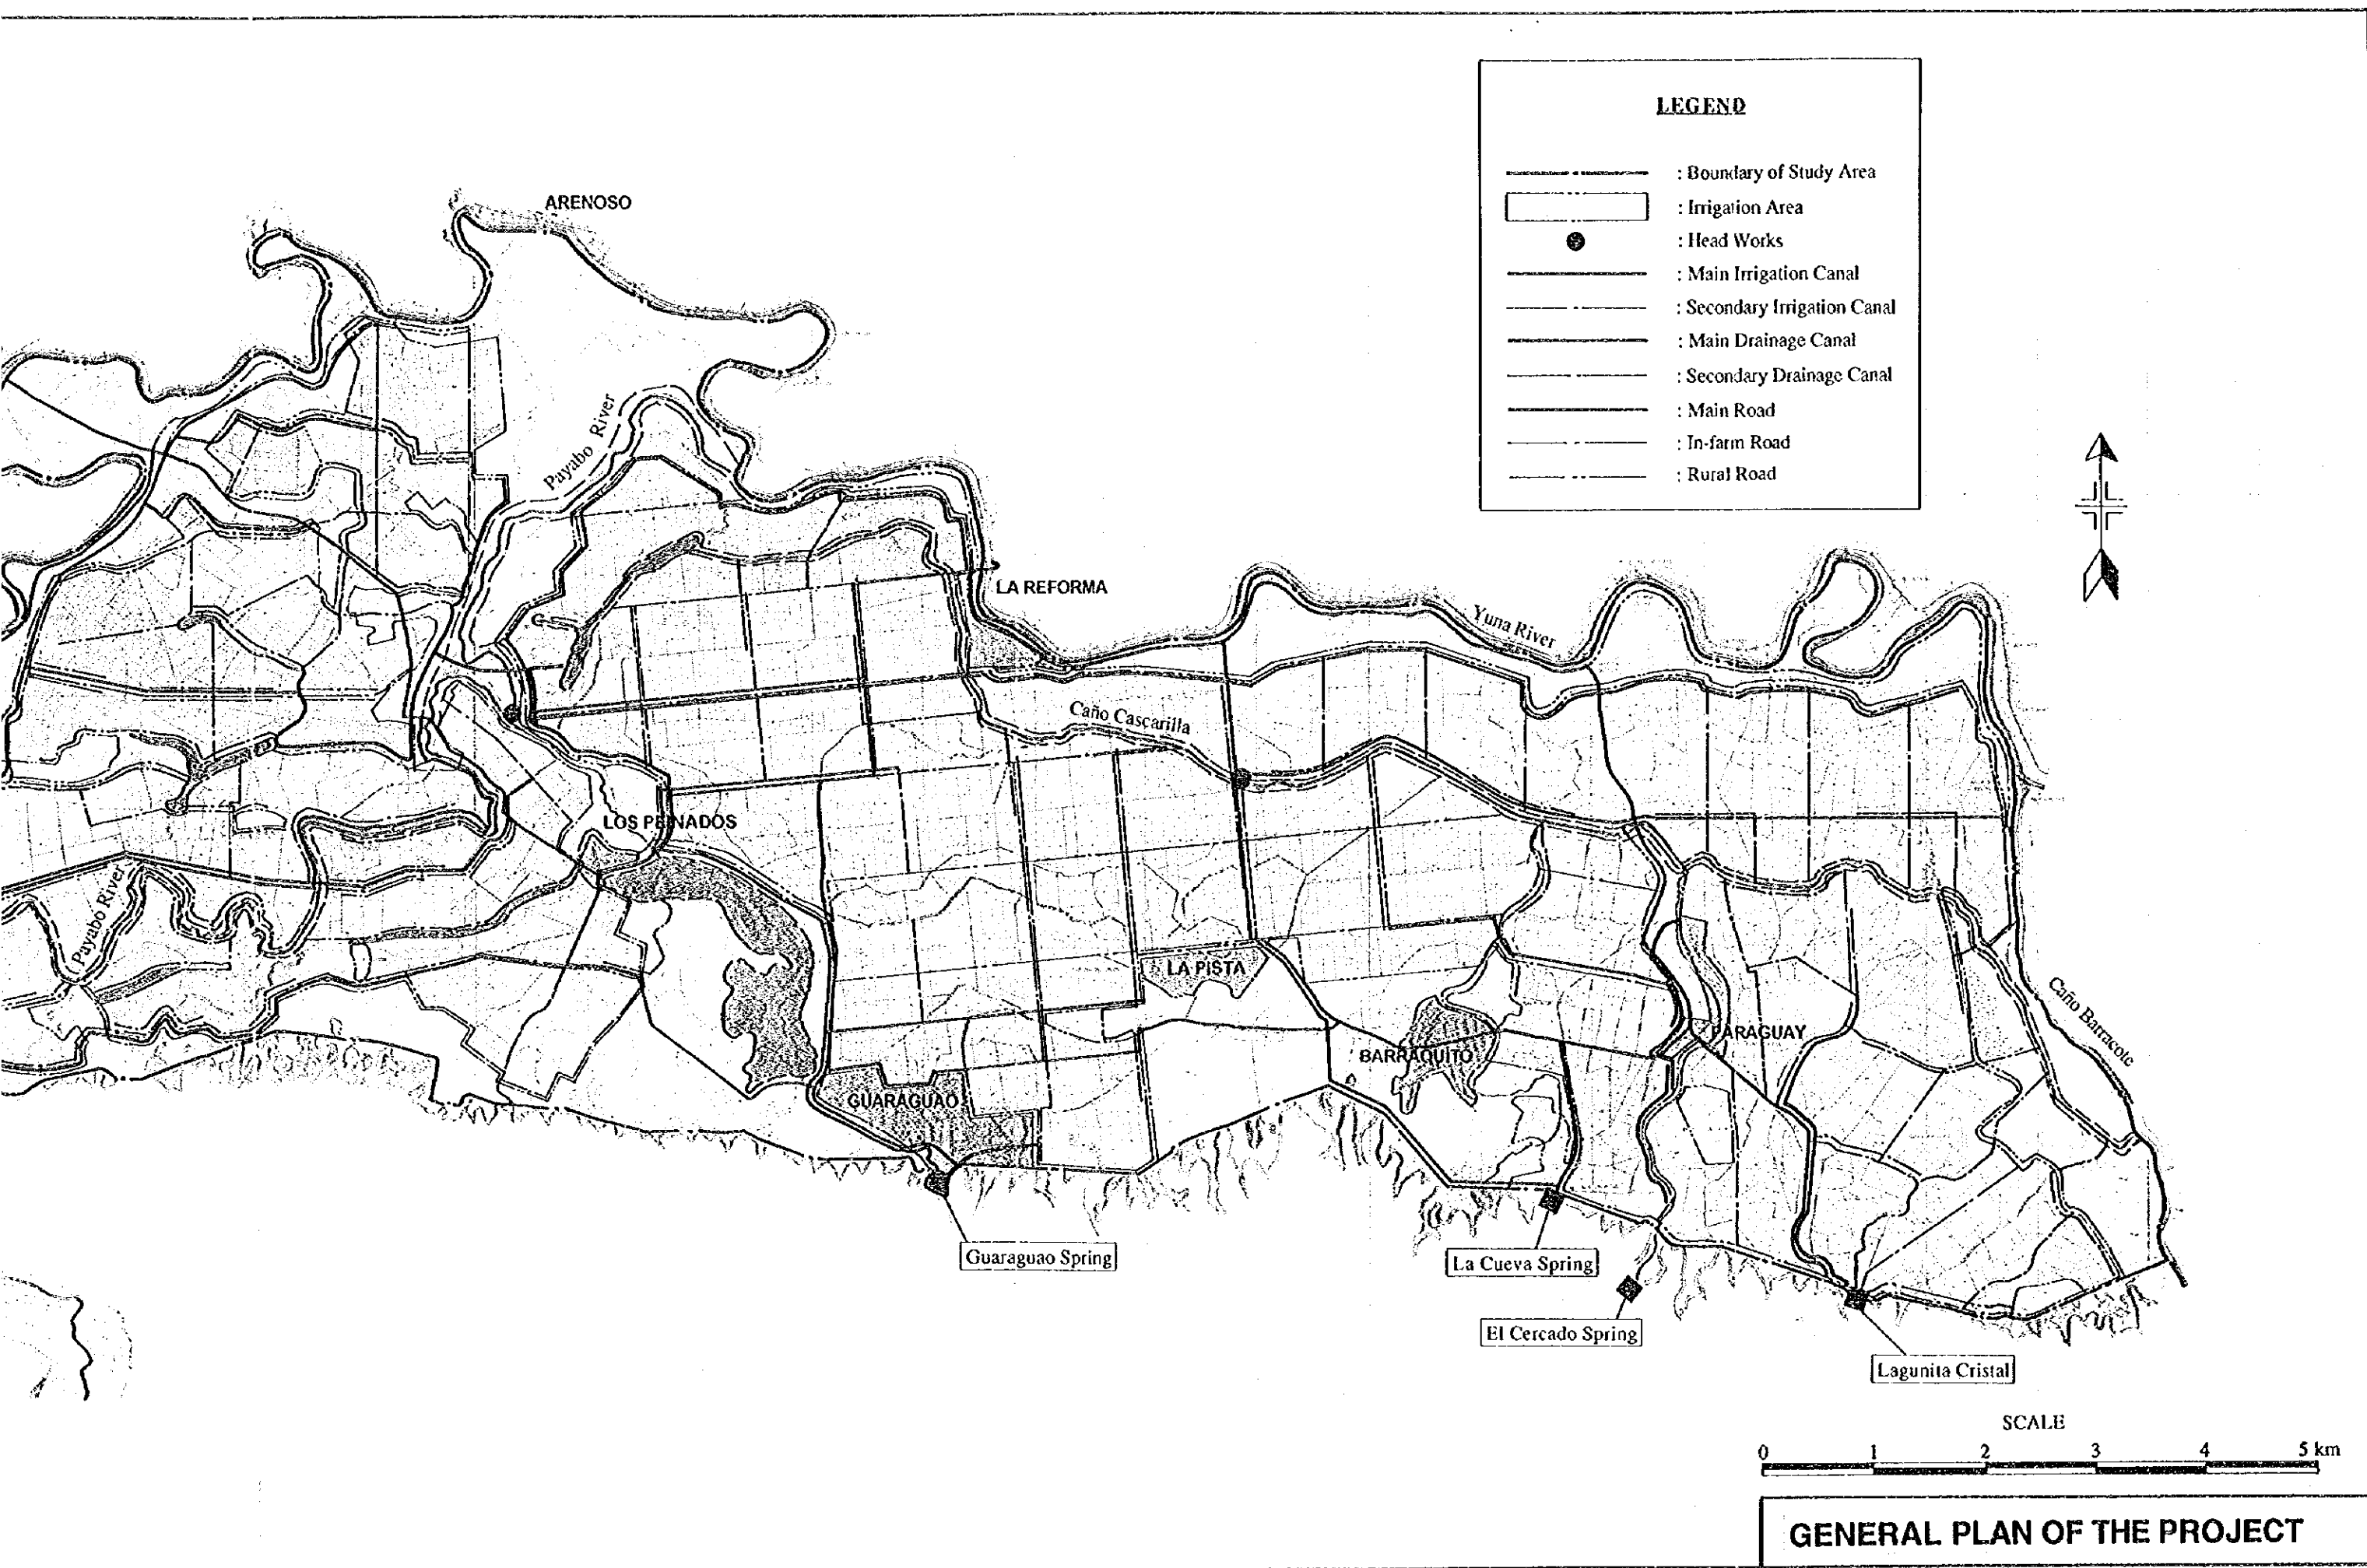 LEGEND
: Boundary of Study Area
: Irrigation Area
: Head Works
: Main Irrigation Canal
: Secondary Irrigation Canal
: Main Drainage Canal
: Secondary Drainage Canal
: Main Road
: In-farm Road
: Rural Road
ARENOSO
Payabo River
LA REFORMA
Yuna River
Caño Cascarilla
LOS PEINADOS
Payabo River
LA PISTA
Caño Barracote
PARAGUAY
BARRAQUITO
GUARAGUAO
Guaraguao Spring
La Cueva Spring
El Cercado Spring
Lagunita Cristal
SCALE
0 1 2 3 4 5 km
GENERAL PLAN OF THE PROJECT